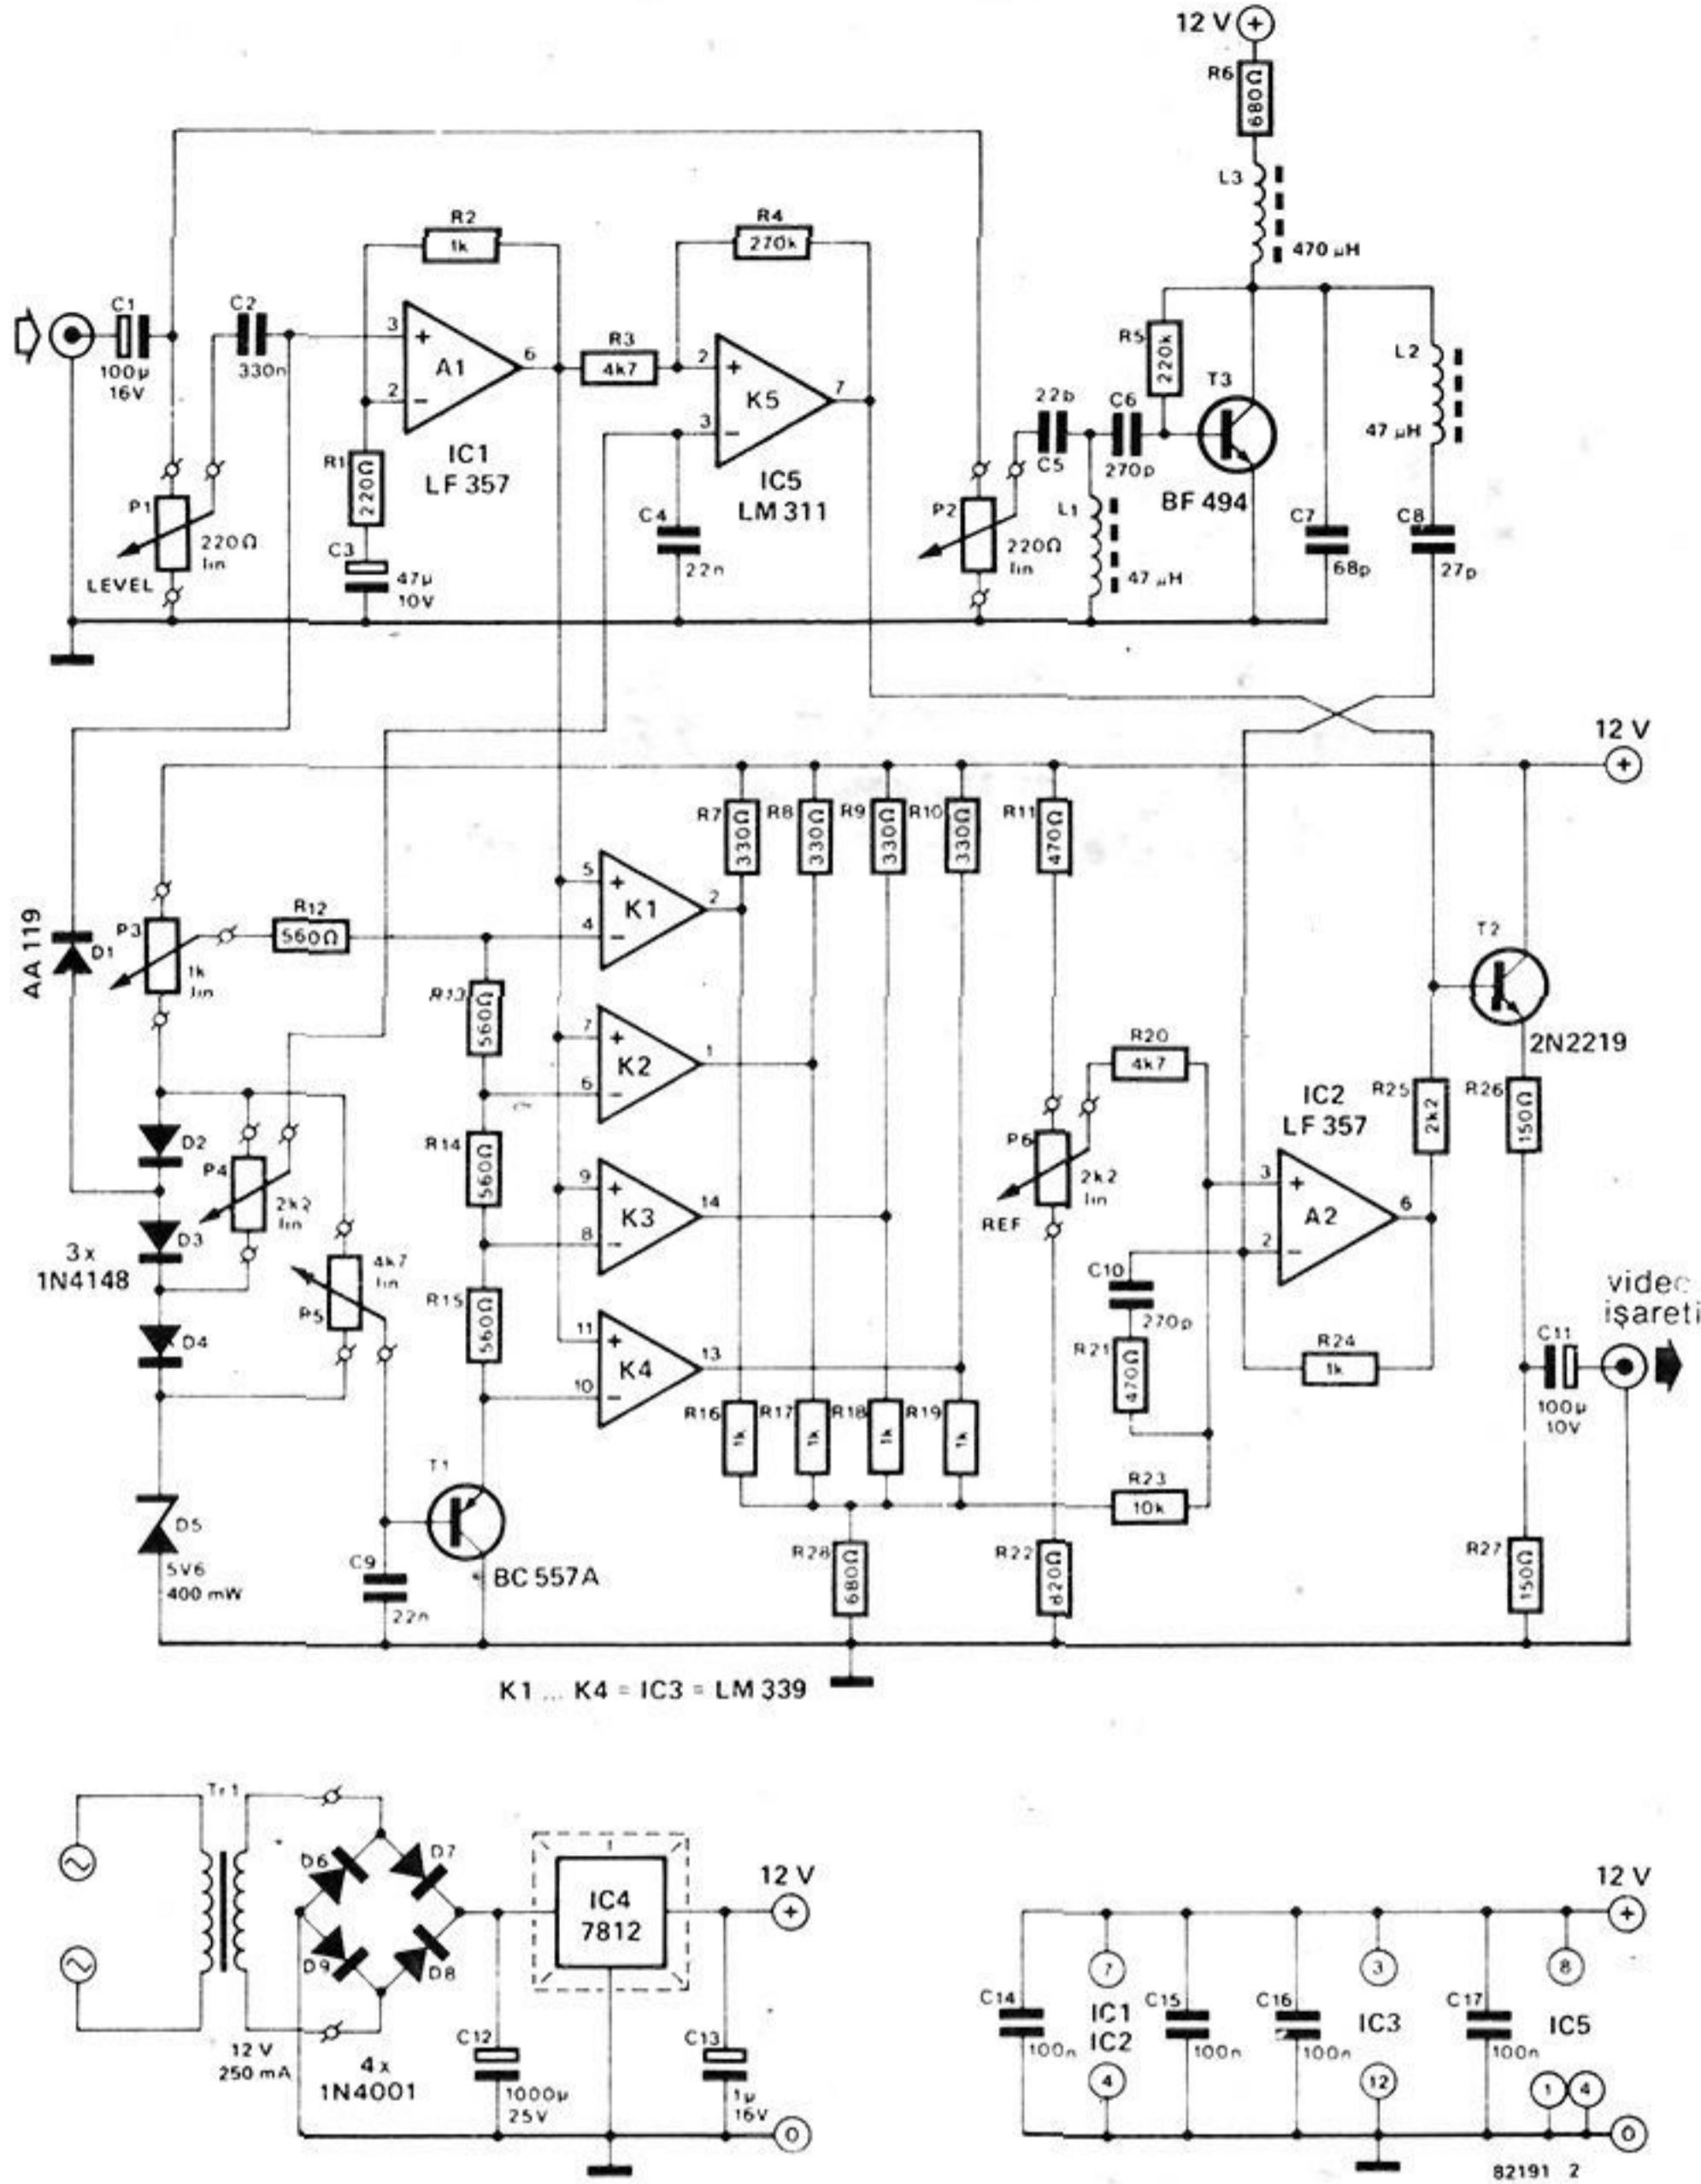 12 V
+
R6
680Ω
L3
470 µH
R2
1k
R4
270k
C1
100µ
16V
C2
330n
3
+
A1
6
2
−
IC1
LF 357
R3
4k7
2
+
K5
7
3
−
IC5
LM 311
R5
220k
T3
BF 494
L2
47 µH
22b
C5
C6
270p
R1
220Ω
C3
47µ
10V
C4
22n
P1
220Ω
lin
LEVEL
P2
220Ω
lin
L1
47 µH
C7
68p
C8
27p
12 V
+
R7
330Ω
R8
330Ω
R9
330Ω
R10
330Ω
R11
470Ω
AA 119
D1
P3
1k
lin
R12
560Ω
5
+
K1
2
4
−
R13
560Ω
7
+
K2
1
6
−
R14
560Ω
9
+
K3
14
8
−
R15
560Ω
11
+
K4
13
10
−
T2
2N2219
R20
4k7
IC2
LF 357
R25
2k2
R26
150Ω
D2
D3
D4
3 x
1N4148
P4
2k2
lin
4k7
lin
P5
P6
2k2
lin
REF
3
+
A2
6
2
−
C10
270p
R21
470Ω
R24
1k
video
işareti
C11
100µ
10V
R16
1k
R17
1k
R18
1k
R19
1k
R23
10k
T1
BC 557A
D5
5V6
400 mW
C9
22n
R28
680Ω
R22
820Ω
R27
150Ω
K1 ... K4 = IC3 = LM 339
Tr1
D6
D7
D9
D8
12 V
250 mA
4 x
1N4001
IC4
7812
C12
1000µ
25V
C13
1µ
16V
12 V
+
0
12 V
+
7
3
8
C14
100n
IC1
IC2
C15
100n
C16
100n
IC3
C17
100n
IC5
4
12
1
4
0
82191 2